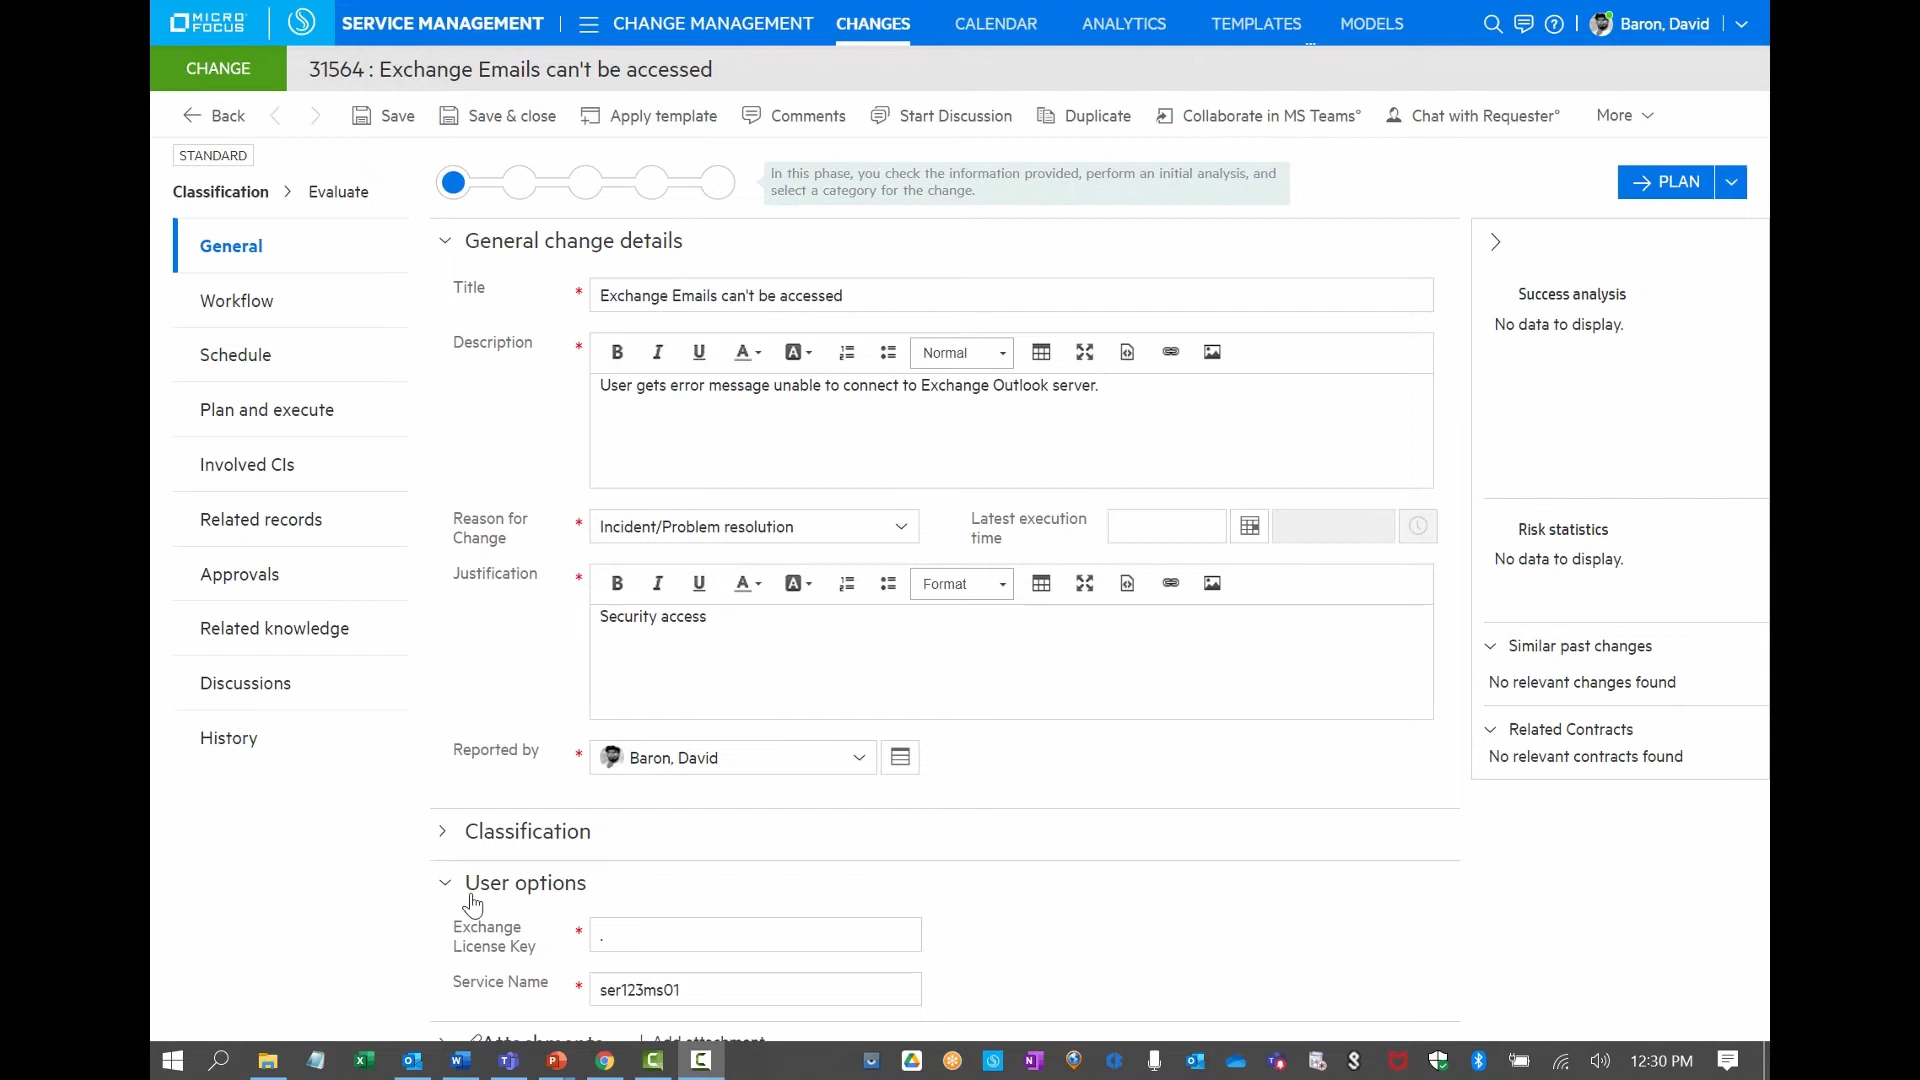 MICRO FOCUS SERVICE MANAGEMENT CHANGE MANAGEMENT CHANGES CALENDAR ANALYTICS TEMPLATES MODELS Baron, David
CHANGE 31564 : Exchange Emails can't be accessed
Back Save Save & close Apply template Comments Start Discussion Duplicate Collaborate in MS Teams° Chat with Requester° More
STANDARD
Classification > Evaluate
In this phase, you check the information provided, perform an initial analysis, and
select a category for the change.
PLAN
General
Workflow
Schedule
Plan and execute
Involved CIs
Related records
Approvals
Related knowledge
Discussions
History
General change details
Title * Exchange Emails can't be accessed
Description *
B I U A A Normal
User gets error message unable to connect to Exchange Outlook server.
Reason for Change * Incident/Problem resolution
Latest execution time
Justification *
B I U A A Format
Security access
Reported by * Baron, David
Classification
User options
Exchange License Key * .
Service Name * ser123ms01
Attachments | Add attachment
Success analysis
No data to display.
Risk statistics
No data to display.
Similar past changes
No relevant changes found
Related Contracts
No relevant contracts found
12:30 PM